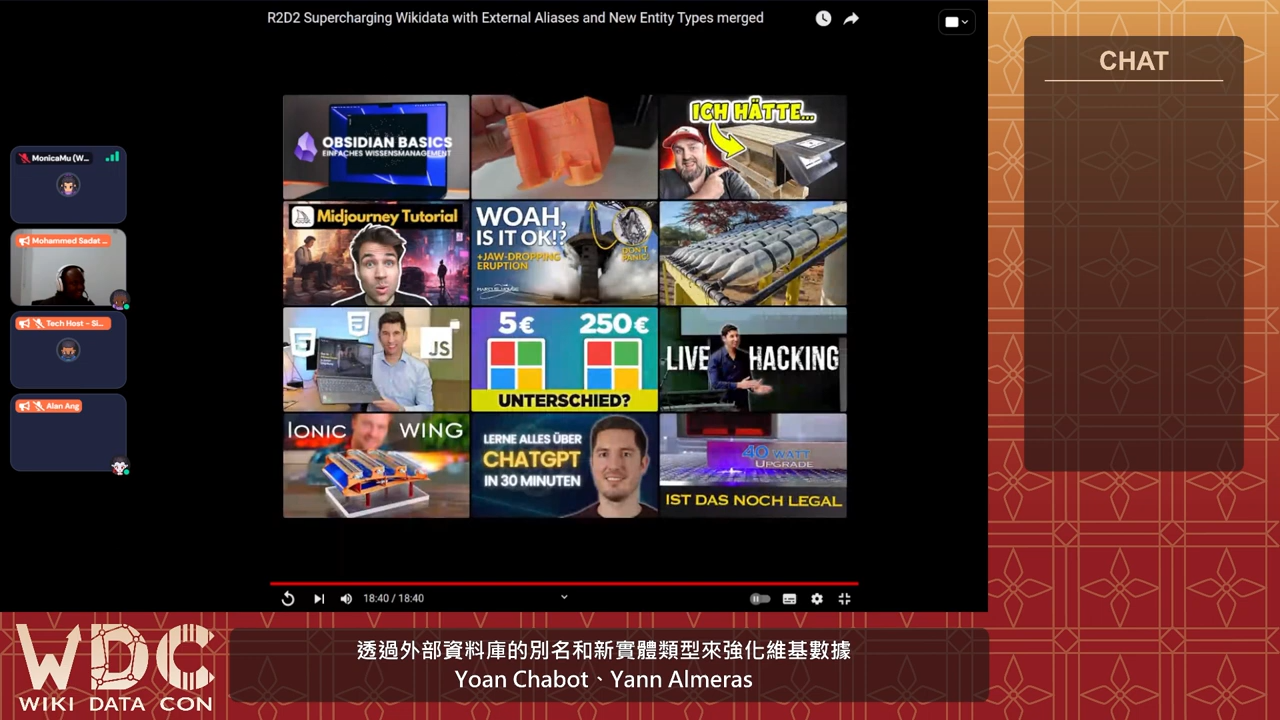 R2D2 Supercharging Wikidata with External Aliases and New Entity Types merged
CHAT
MonicaMu (W...
Mohammed Sadat ...
Tech Host - Si...
Alan Ang
OBSIDIAN BASICS
EINFACHES WISSENSMANAGEMENT
ICH HÄTTE...
Midjourney Tutorial
WOAH,
IS IT OK!?
+JAW-DROPPING
ERUPTION
DON'T
PANIC!
JS
5€ 250€
UNTERSCHIED?
LIVE HACKING
IONIC WING
LERNE ALLES ÜBER
CHATGPT
IN 30 MINUTEN
40 WATT
UPGRADE
IST DAS NOCH LEGAL
18:40 / 18:40
WDC
WIKI DATA CON
透過外部資料庫的別名和新實體類型來強化維基數據
Yoan Chabot、Yann Almeras